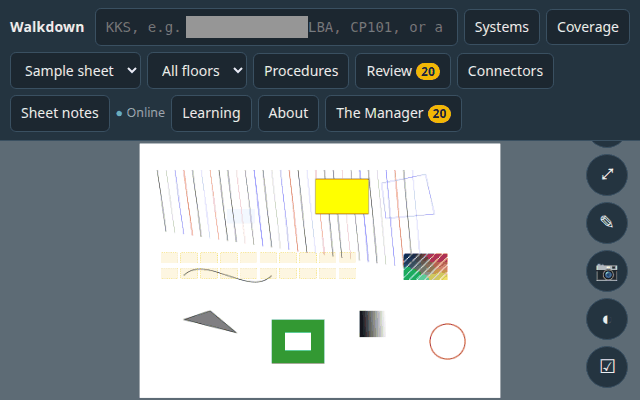 Walkdown KKS, e.g. LBA, CP101, or a Systems Coverage
Sample sheet All floors Procedures Review 20 Connectors
Sheet notes Online Learning About The Manager 20